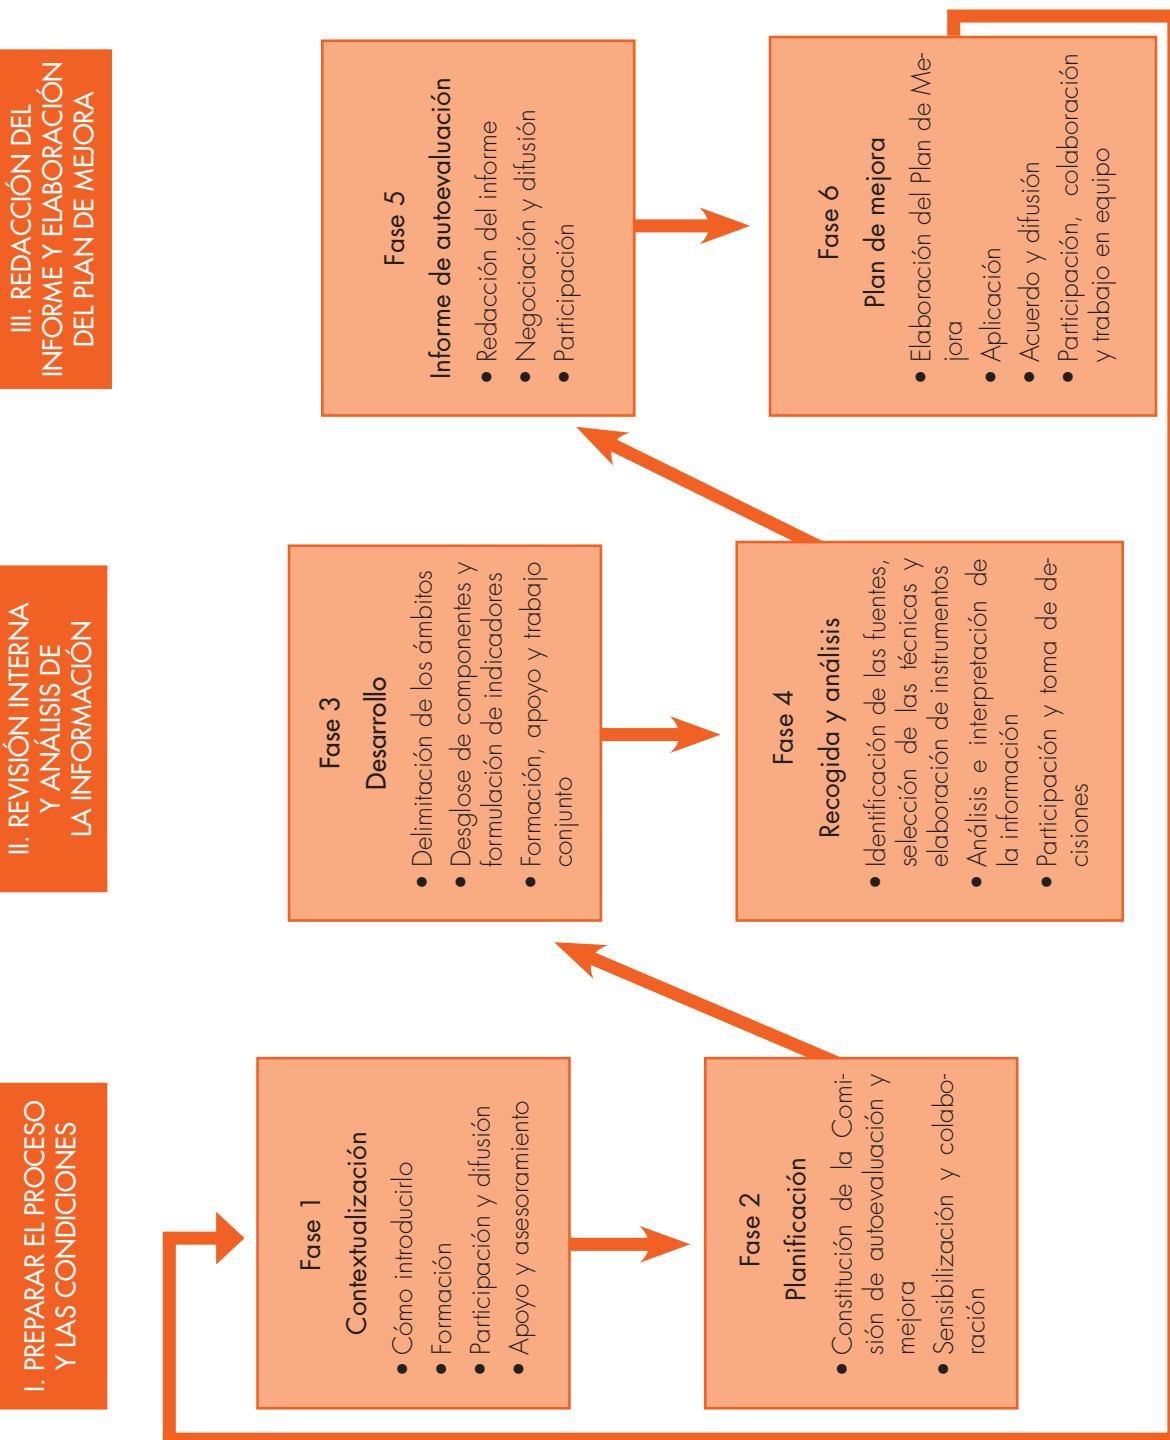 I. PREPARAR EL PROCESO
Y LAS CONDICIONES
Fase 1
Contextualización
• Cómo introducirlo
• Formación
• Participación y difusión
• Apoyo y asesoramiento
Fase 2
Planificación
• Constitución de la Comi-
sión de autoevaluación y
mejora
• Sensibilización y colabo-
ración
II. REVISIÓN INTERNA
Y ANÁLISIS DE
LA INFORMACIÓN
Fase 3
Desarrollo
• Delimitación de los ámbitos
• Desglose de componentes y
formulación de indicadores
• Formación, apoyo y trabajo
conjunto
Fase 4
Recogida y análisis
• Identificación de las fuentes,
selección de las técnicas y
elaboración de instrumentos
• Análisis e interpretación de
la información
• Participación y toma de de-
cisiones
III. REDACCIÓN DEL
INFORME Y ELABORACIÓN
DEL PLAN DE MEJORA
Fase 5
Informe de autoevaluación
• Redacción del informe
• Negociación y difusión
• Participación
Fase 6
Plan de mejora
• Elaboración del Plan de Me-
jora
• Aplicación
• Acuerdo y difusión
• Participación, colaboración
y trabajo en equipo